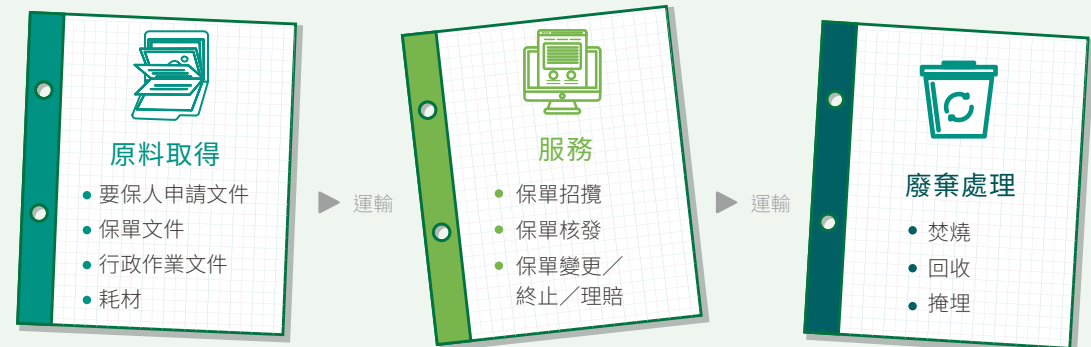 原料取得
要保人申請文件
保單文件
行政作業文件
耗材
運輸
服務
保單招攬
保單核發
保單變更／
終止／理賠
運輸
廢棄處理
焚燒
回收
掩埋